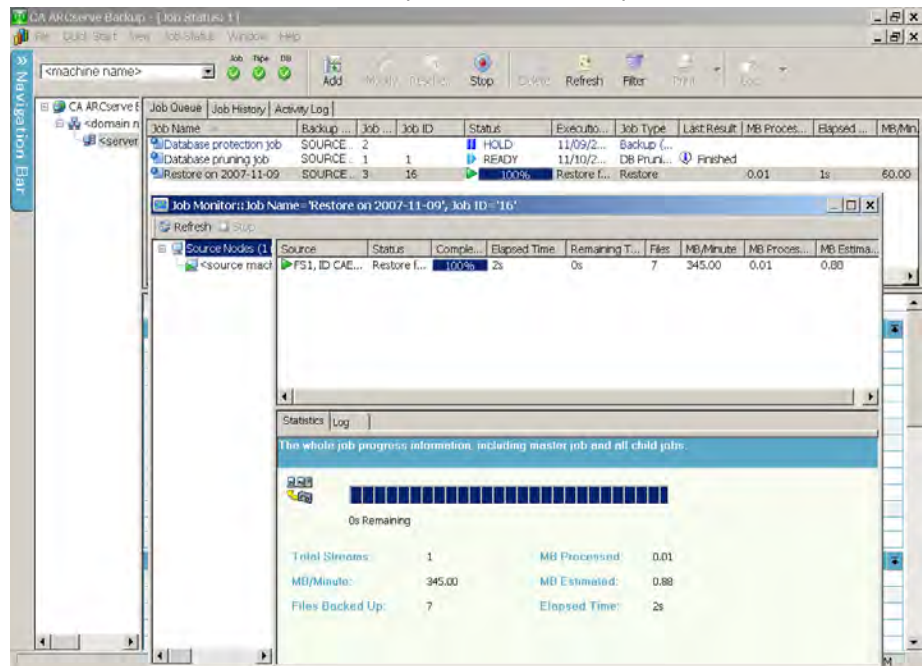 CA ARCserve Backup - [Job Status: 1]
File Quick Start View Job Status Window Help
<machine name> Job Tape DB
Add Modify Reschedule Stop Delete Refresh Filter Print
» Navigation Bar
CA ARCserve B
<domain n
<server
Job Queue Job History Activity Log
Job Name Backup ... Job ... Job ID Status Executio... Job Type Last Result MB Proces... Elapsed ... MB/Min
Database protection job SOURCE... 2 HOLD 11/09/2... Backup (...
Database pruning job SOURCE... 1 1 READY 11/10/2... DB Pruni... Finished
Restore on 2007-11-09 SOURCE... 3 16 100% Restore f... Restore 0.01 1s 60.00
Job Monitor::Job Name='Restore on 2007-11-09', Job ID='16'
Refresh Stop
Source Nodes (1
<source mach
Source Status Comple... Elapsed Time Remaining T... Files MB/Minute MB Proces... MB Estima...
FS1, ID CAE... Restore f... 100% 2s 0s 7 345.00 0.01 0.88
Statistics Log
The whole job progress information, including master job and all child jobs.
0s Remaining
Total Streams: 1 MB Processed 0.01
MB/Minute: 345.00 MB Estimated: 0.88
Files Backed Up: 7 Elapsed Time: 2s
M